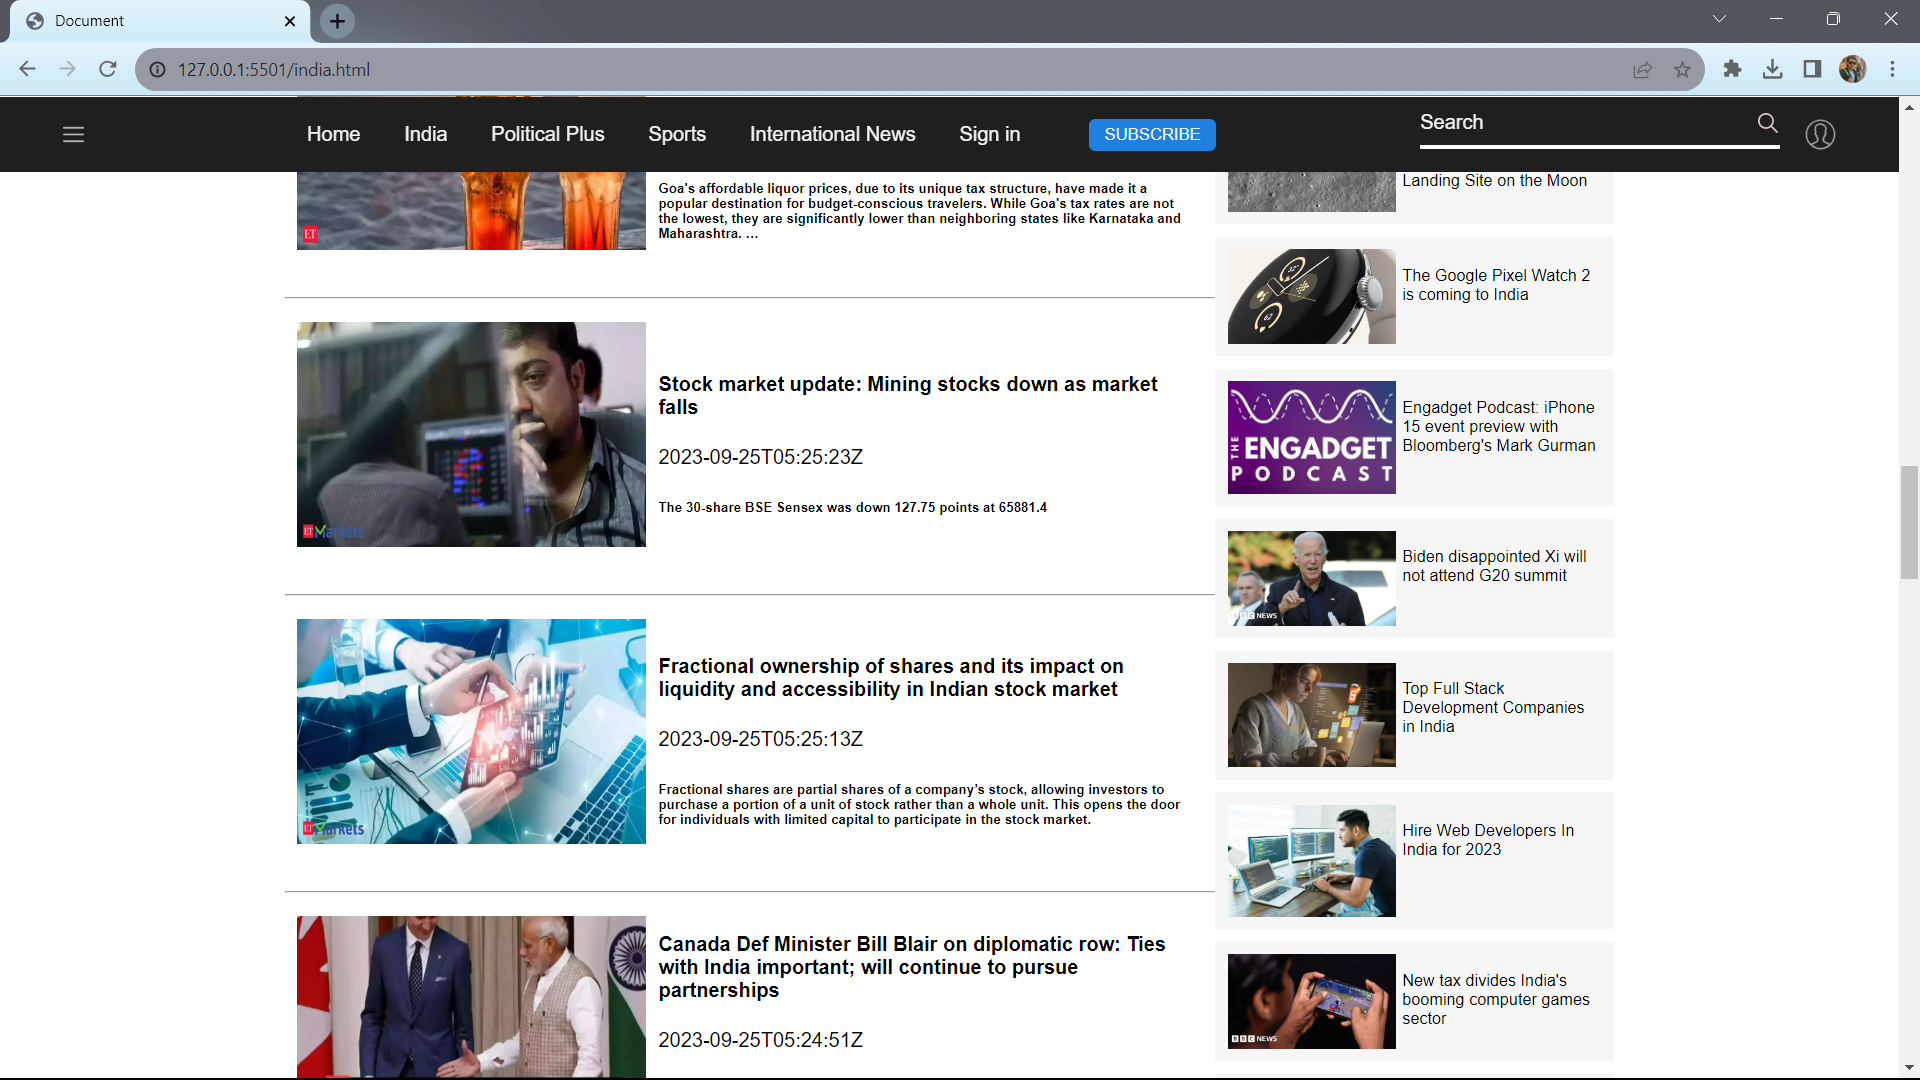 Document
127.0.0.1:5501/india.html
Home India Political Plus Sports International News Sign in SUBSCRIBE Search
Goa's affordable liquor prices, due to its unique tax structure, have made it a
popular destination for budget-conscious travelers. While Goa's tax rates are not
the lowest, they are significantly lower than neighboring states like Karnataka and
Maharashtra. …
ET
Stock market update: Mining stocks down as market
falls
2023-09-25T05:25:23Z
The 30-share BSE Sensex was down 127.75 points at 65881.4
ET Markets
Fractional ownership of shares and its impact on
liquidity and accessibility in Indian stock market
2023-09-25T05:25:13Z
Fractional shares are partial shares of a company’s stock, allowing investors to
purchase a portion of a unit of stock rather than a whole unit. This opens the door
for individuals with limited capital to participate in the stock market.
ET Markets
Canada Def Minister Bill Blair on diplomatic row: Ties
with India important; will continue to pursue
partnerships
2023-09-25T05:24:51Z
Landing Site on the Moon
The Google Pixel Watch 2
is coming to India
THE
ENGADGET
PODCAST
Engadget Podcast: iPhone
15 event preview with
Bloomberg's Mark Gurman
BBC NEWS
Biden disappointed Xi will
not attend G20 summit
Top Full Stack
Development Companies
in India
Hire Web Developers In
India for 2023
BBC NEWS
New tax divides India's
booming computer games
sector